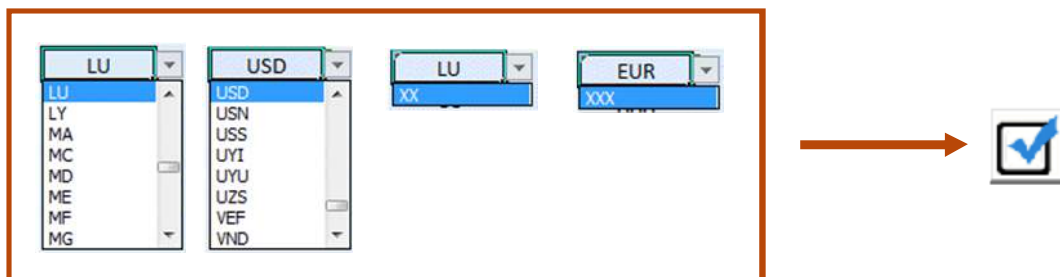 LU
LU
LY
MA
MC
MD
ME
MF
MG
USD
USD
USN
USS
UYI
UYU
UZS
VEF
VND
LU
XX
EUR
XXX